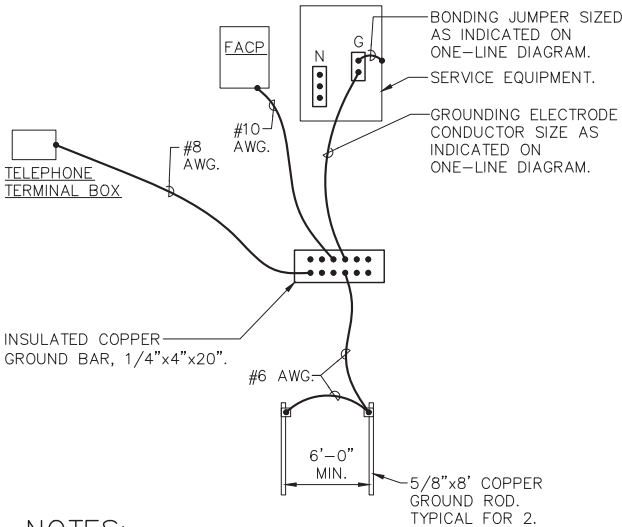 BONDING JUMPER SIZED
AS INDICATED ON
ONE-LINE DIAGRAM.
FACP
N
G
SERVICE EQUIPMENT.
#10
AWG.
GROUNDING ELECTRODE
CONDUCTOR SIZE AS
INDICATED ON
ONE-LINE DIAGRAM.
#8
AWG.
TELEPHONE
TERMINAL BOX
INSULATED COPPER
GROUND BAR, 1/4"x4"x20".
#6 AWG.
6'-0"
MIN.
5/8"x8' COPPER
GROUND ROD.
TYPICAL FOR 2.
NOTES: